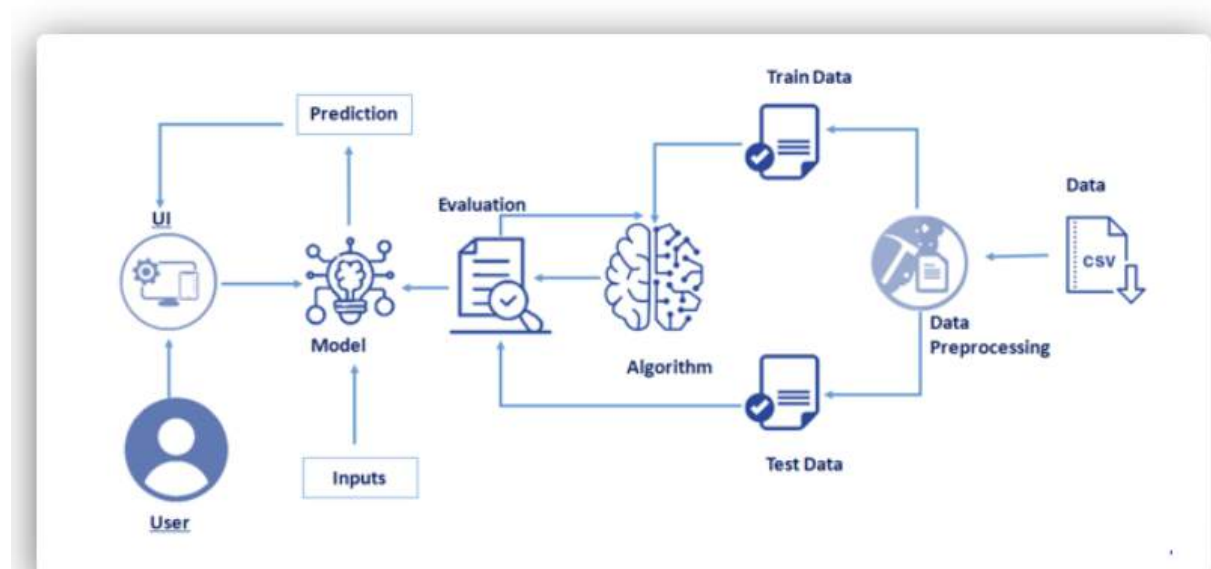 Train Data
Prediction
Data
Evaluation
UI
CSV
Data
Preprocessing
Model
Algorithm
Test Data
Inputs
User